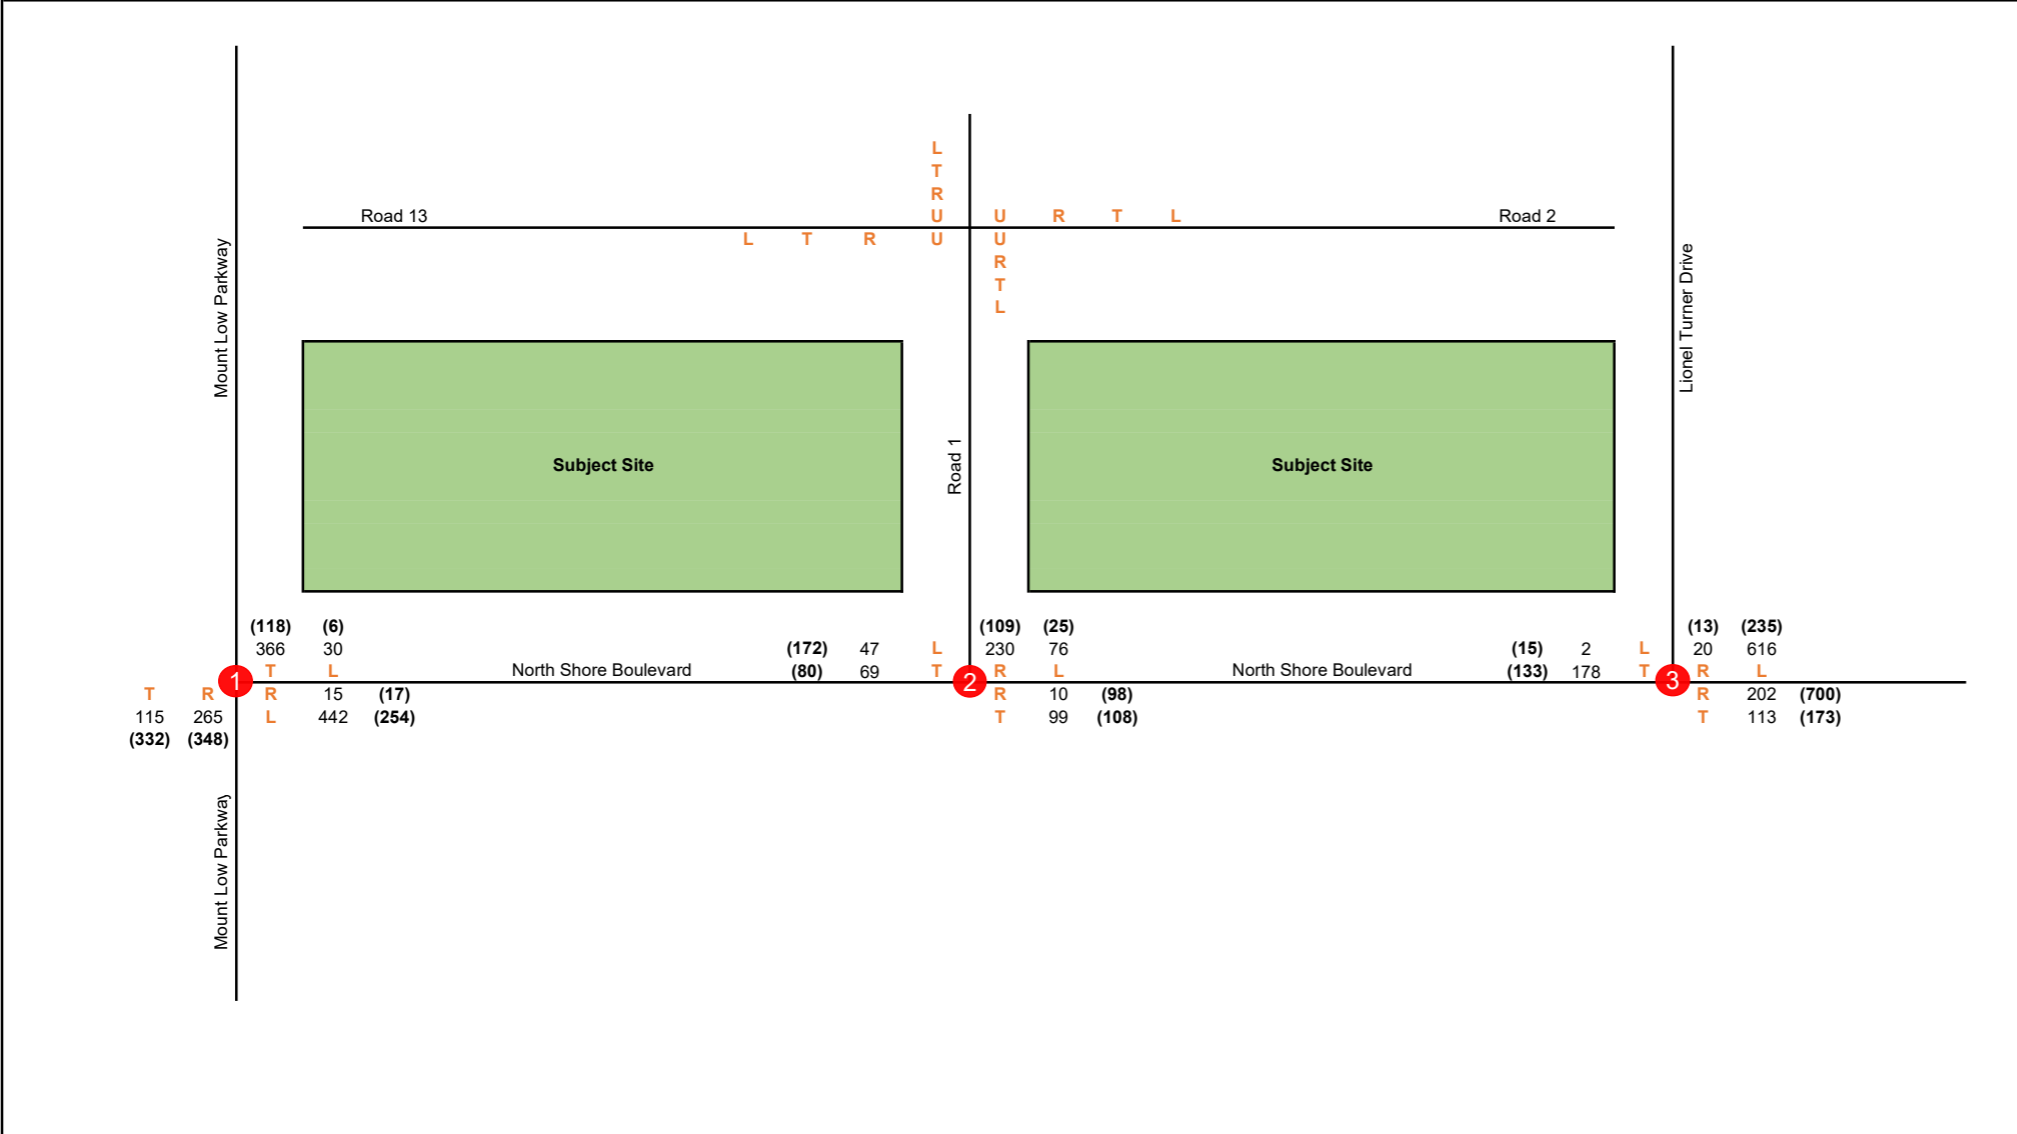 L
T
R
Road 13 U U R T L Road 2
L T R U U
R
T
L
Mount Low Parkway
Lionel Turner Drive
Subject Site Subject Site
Road 1
(118) (6) (109) (25) (13) (235)
366 30 (172) 47 L 230 76 (15) 2 L 20 616
1 T L North Shore Boulevard (80) 69 T 2 R L North Shore Boulevard (133) 178 T 3 R L
T R R 15 (17) R 10 (98) R 202 (700)
115 265 L 442 (254) T 99 (108) T 113 (173)
(332) (348)
Mount Low Parkway